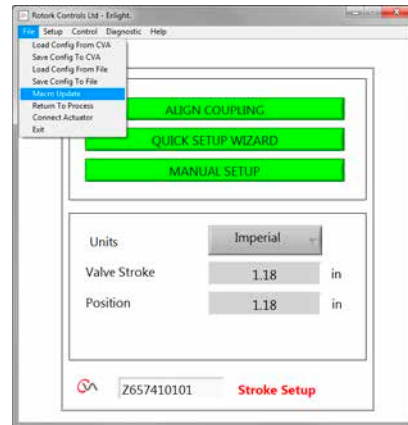 Rotork Controls Ltd - Enlight.
File Setup Control Diagnostic Help
Load Config From CVA
Save Config To CVA
Load Config From File
Save Config To File
Macro Update
Return To Process
Connect Actuator
Exit
ALIGN COUPLING
QUICK SETUP WIZARD
MANUAL SETUP
Units Imperial
Valve Stroke 1.18 in
Position 1.18 in
Z657410101 Stroke Setup